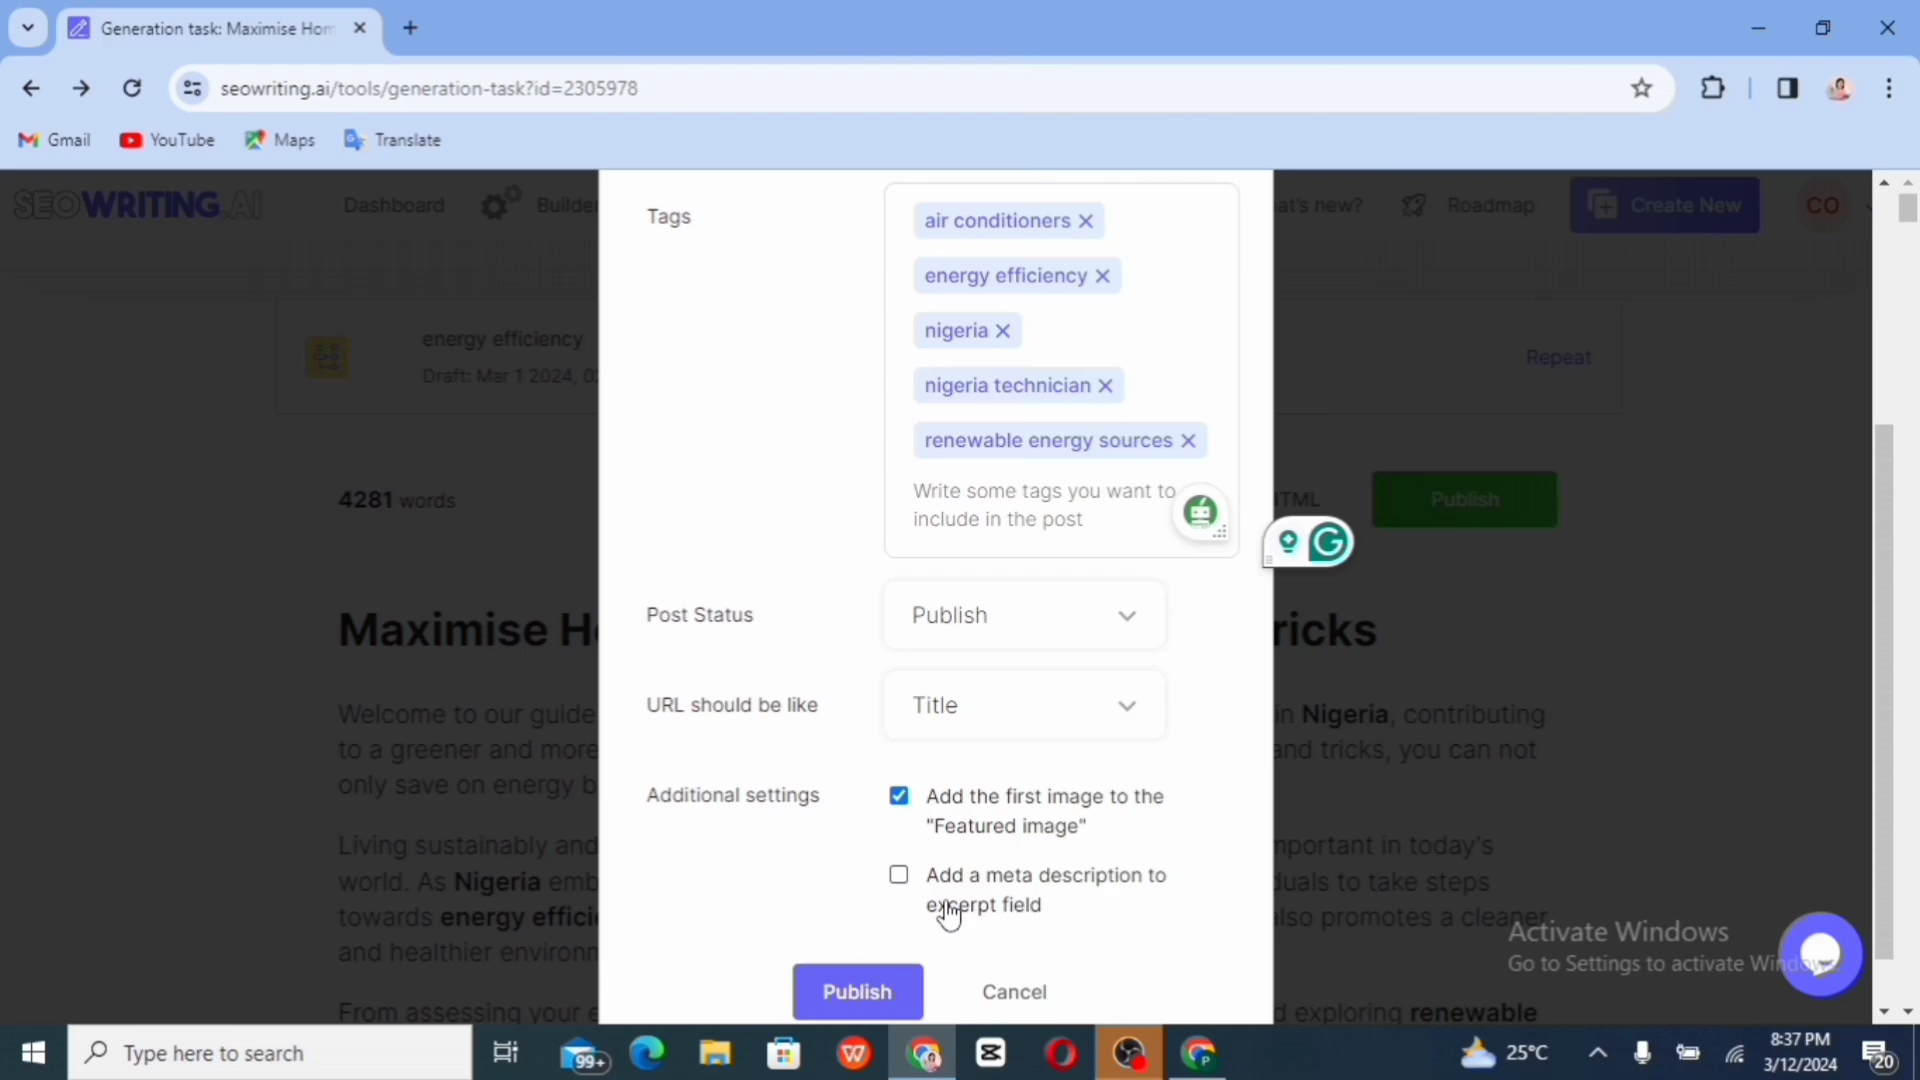 Generation task: Maximise Hom
seowriting.ai/tools/generation-task?id=2305978
Gmail YouTube Maps Translate
SEOWRITING.AI Dashboard Builder at's new? Roadmap Create New CO
Tags
air conditioners
energy efficiency
nigeria
nigeria technician
renewable energy sources
Write some tags you want to
include in the post
energy efficiency
Draft: Mar 1 2024, 0
Repeat
4281 words
HTML
Publish
Post Status Publish
Maximise H ricks
URL should be like Title
Welcome to our guide in Nigeria, contributing
to a greener and more and tricks, you can not
only save on energy b
Additional settings
Add the first image to the
"Featured image"
Add a meta description to
excerpt field
Living sustainably and mportant in today's
world. As Nigeria emb duals to take steps
towards energy effici also promotes a cleaner
and healthier environm
Publish Cancel
From assessing your e d exploring renewable
Activate Windows
Go to Settings to activate Windows.
Type here to search
99+
25°C
8:37 PM
3/12/2024
20